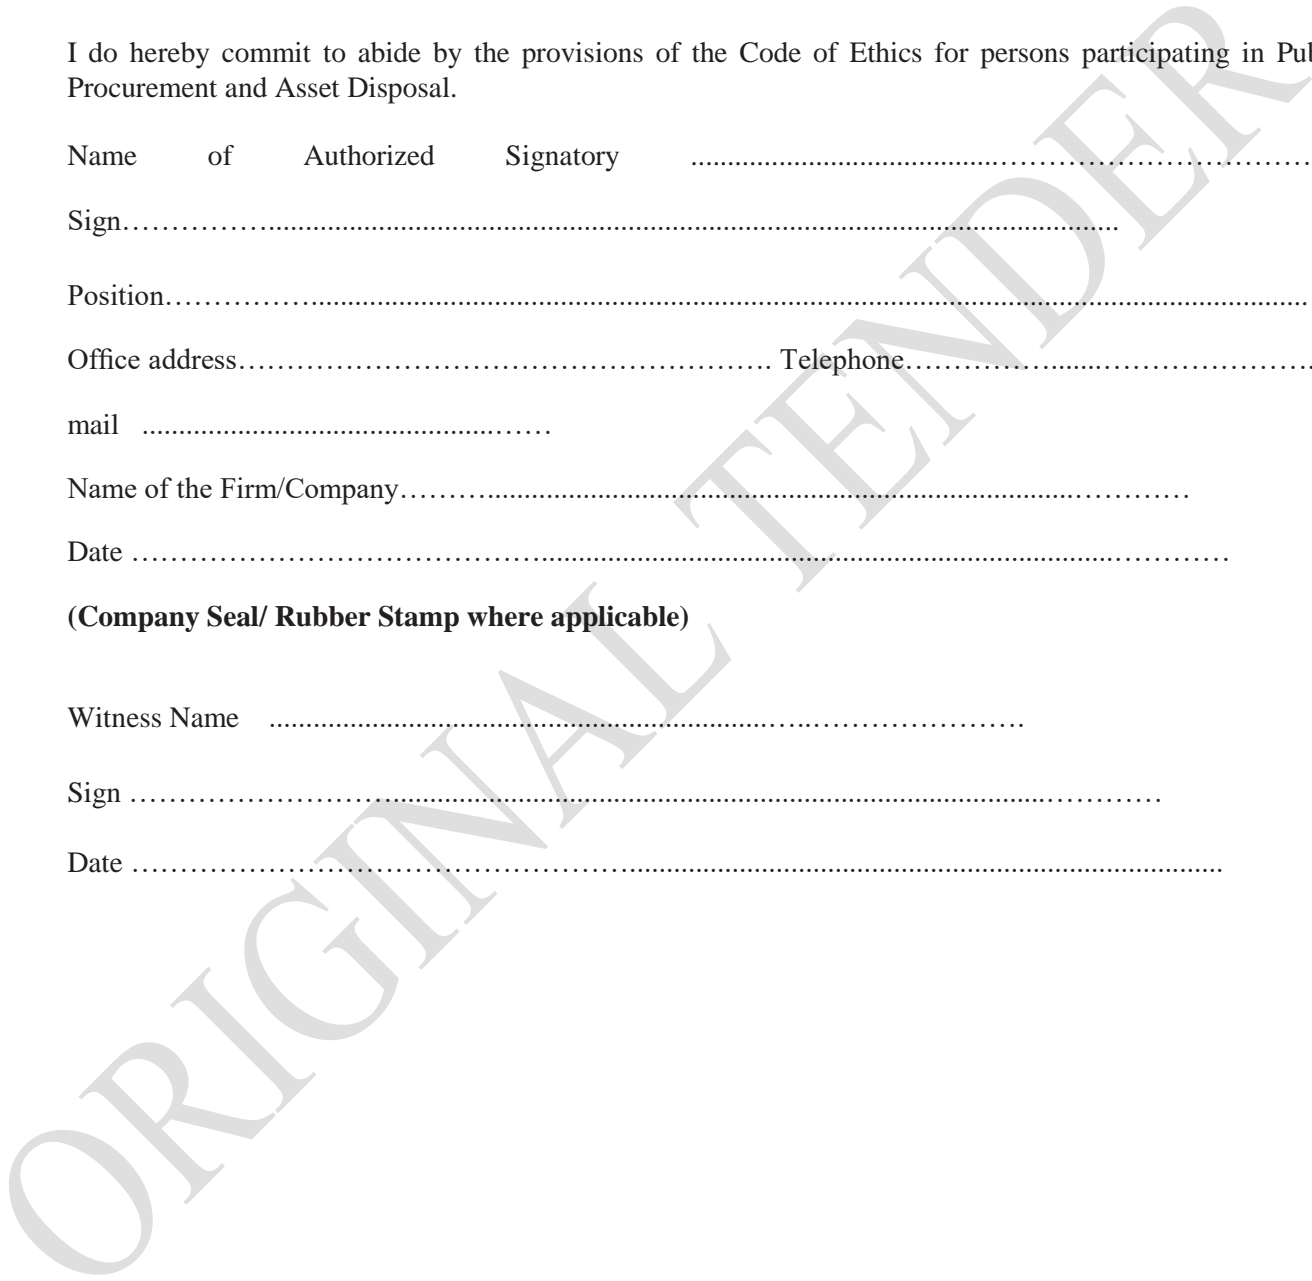 I do hereby commit to abide by the provisions of the Code of Ethics for persons participating in
Procurement and Asset Disposal.
Name of Authorized Signatory ..........................................…………………………………
Sign……………....................................................................................................................
Position……………......................................................................................................................................
Office address………………………………………………. Telephone……………......……………………..
mail ................................................……
Name of the Firm/Company………................................................................................…………
Date ……………………………………..............................................................................…………
(Company Seal/ Rubber Stamp where applicable)
Witness Name ....................................................................…..………………….
Sign ………………………............................................................................................…………
Date ……………………………………………..................................................................................
ORIGINAL TENDER